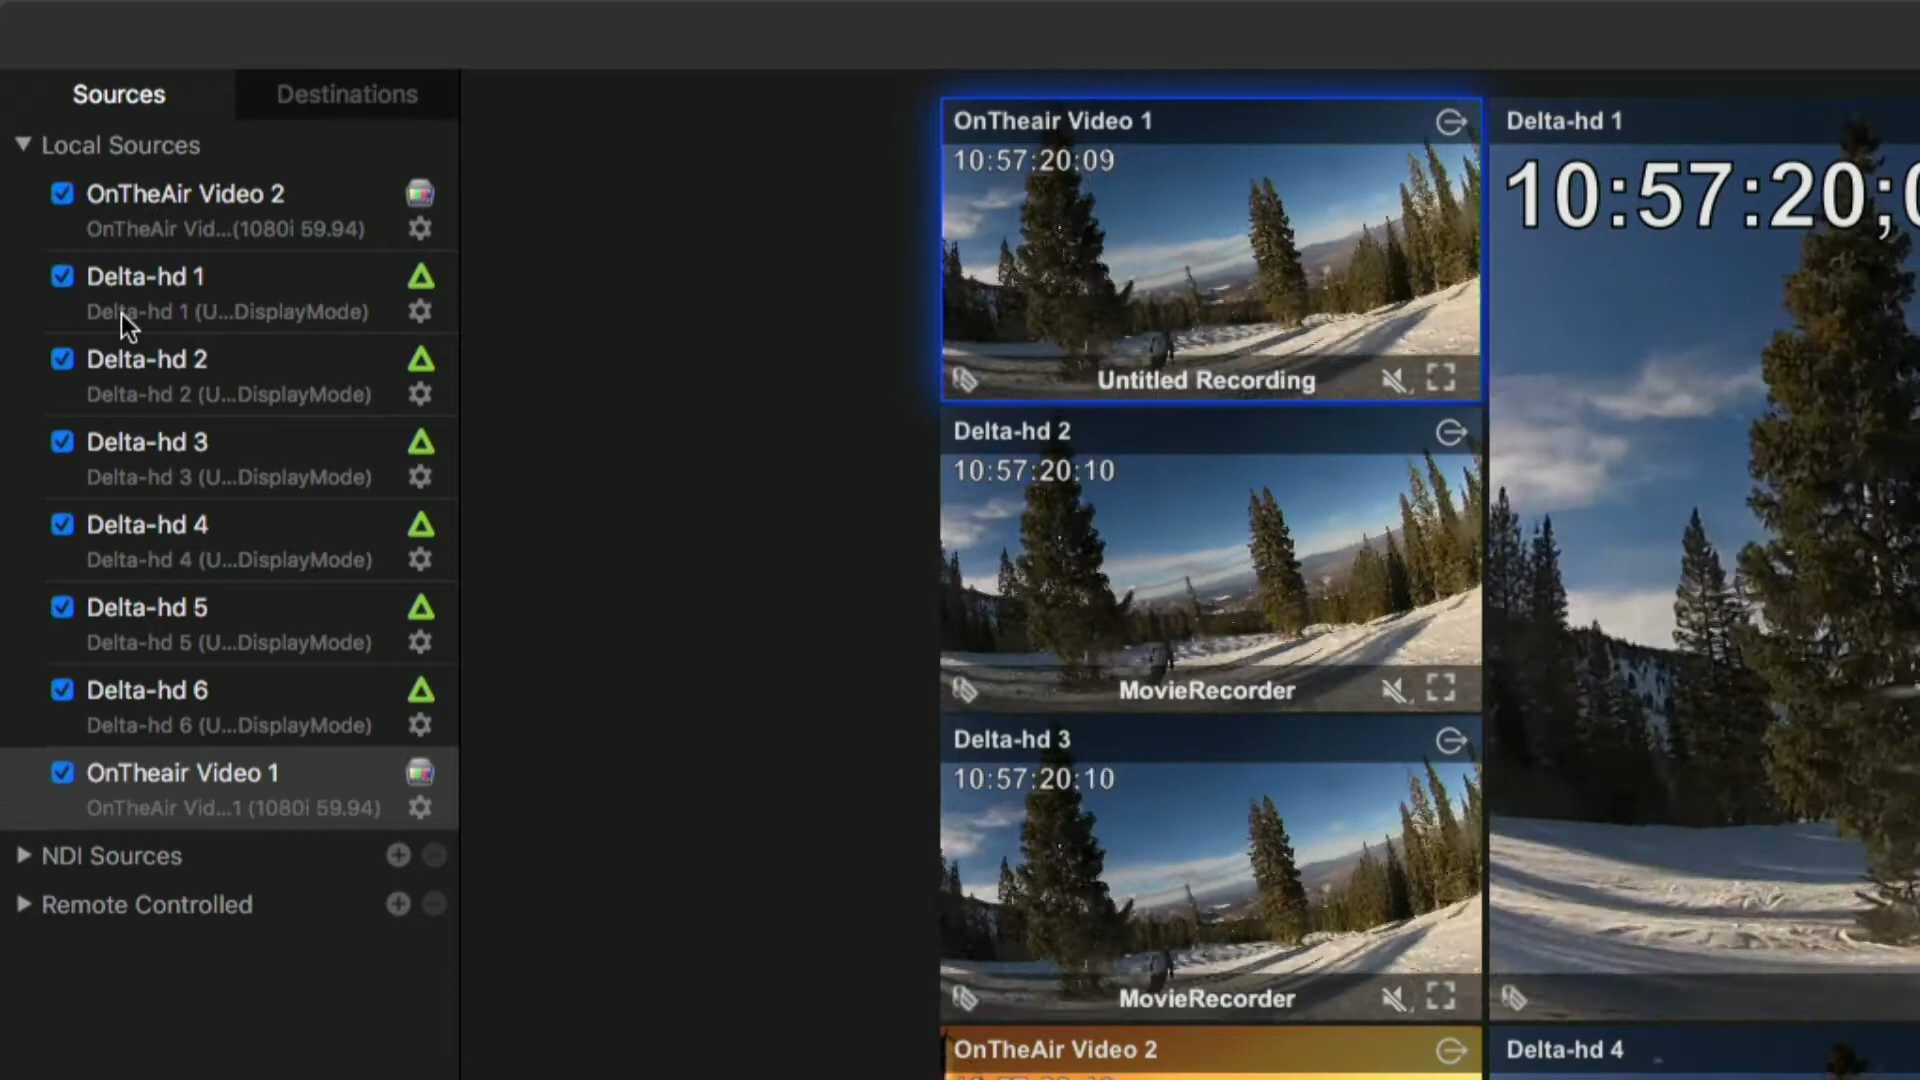 Sources
Destinations
Local Sources
OnTheAir Video 2
OnTheAir Vid...(1080i 59.94)
Delta-hd 1
Delta-hd 1 (U...DisplayMode)
Delta-hd 2
Delta-hd 2 (U...DisplayMode)
Delta-hd 3
Delta-hd 3 (U...DisplayMode)
Delta-hd 4
Delta-hd 4 (U...DisplayMode)
Delta-hd 5
Delta-hd 5 (U...DisplayMode)
Delta-hd 6
Delta-hd 6 (U...DisplayMode)
OnTheair Video 1
OnTheAir Vid...1 (1080i 59.94)
NDI Sources
Remote Controlled
OnTheair Video 1
10:57:20:09
Untitled Recording
Delta-hd 2
10:57:20:10
MovieRecorder
Delta-hd 3
10:57:20:10
MovieRecorder
OnTheAir Video 2
Delta-hd 1
10:57:20;0
Delta-hd 4